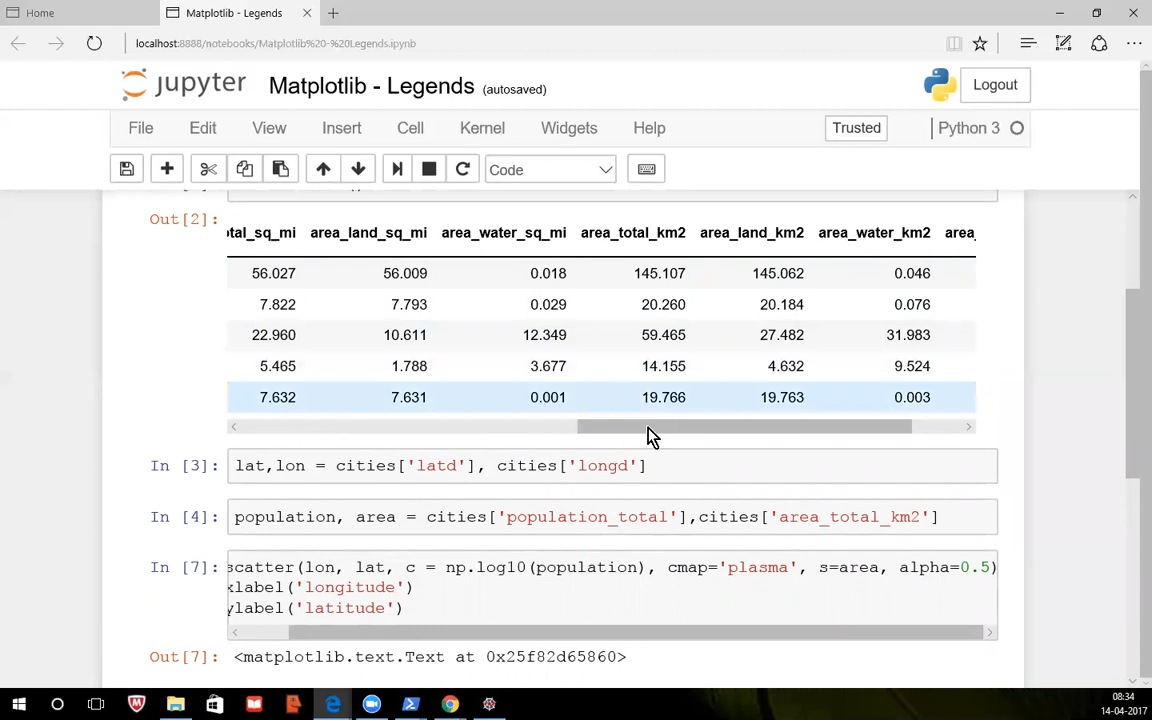 Home
Matplotlib - Legends
localhost:8888/notebooks/Matplotlib%20-%20Legends.ipynb
jupyter Matplotlib - Legends (autosaved)
Logout
File Edit View Insert Cell Kernel Widgets Help Trusted Python 3
Code
Out[2]:
otal_sq_mi area_land_sq_mi area_water_sq_mi area_total_km2 area_land_km2 area_water_km2 area_
56.027 56.009 0.018 145.107 145.062 0.046
7.822 7.793 0.029 20.260 20.184 0.076
22.960 10.611 12.349 59.465 27.482 31.983
5.465 1.788 3.677 14.155 4.632 9.524
7.632 7.631 0.001 19.766 19.763 0.003
In [3]: lat,lon = cities['latd'], cities['longd']
In [4]: population, area = cities['population_total'],cities['area_total_km2']
In [7]: scatter(lon, lat, c = np.log10(population), cmap='plasma', s=area, alpha=0.5)
xlabel('longitude')
ylabel('latitude')
Out[7]: <matplotlib.text.Text at 0x25f82d65860>
08:34
14-04-2017